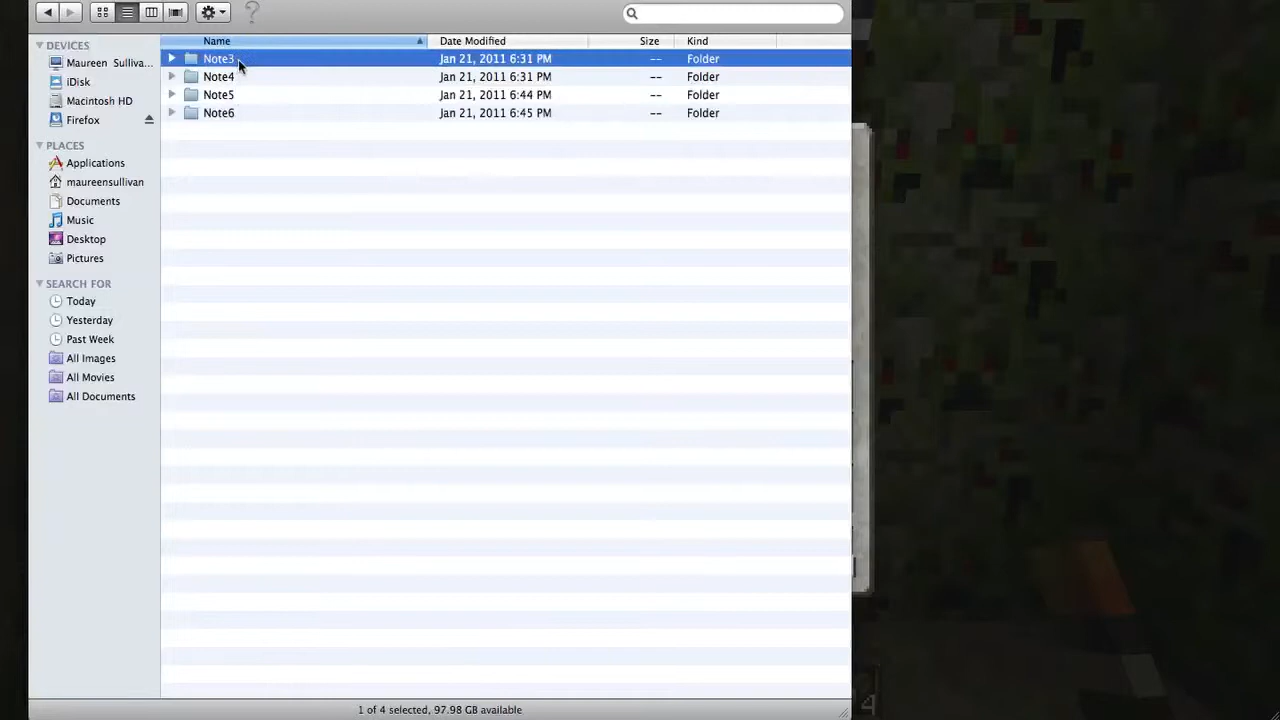 Name Date Modified Size Kind
DEVICES
Maureen Sulliva...
iDisk
Macintosh HD
Firefox
PLACES
Applications
maureensullivan
Documents
Music
Desktop
Pictures
SEARCH FOR
Today
Yesterday
Past Week
All Images
All Movies
All Documents
Note3 Jan 21, 2011 6:31 PM -- Folder
Note4 Jan 21, 2011 6:31 PM -- Folder
Note5 Jan 21, 2011 6:44 PM -- Folder
Note6 Jan 21, 2011 6:45 PM -- Folder
1 of 4 selected, 97.98 GB available